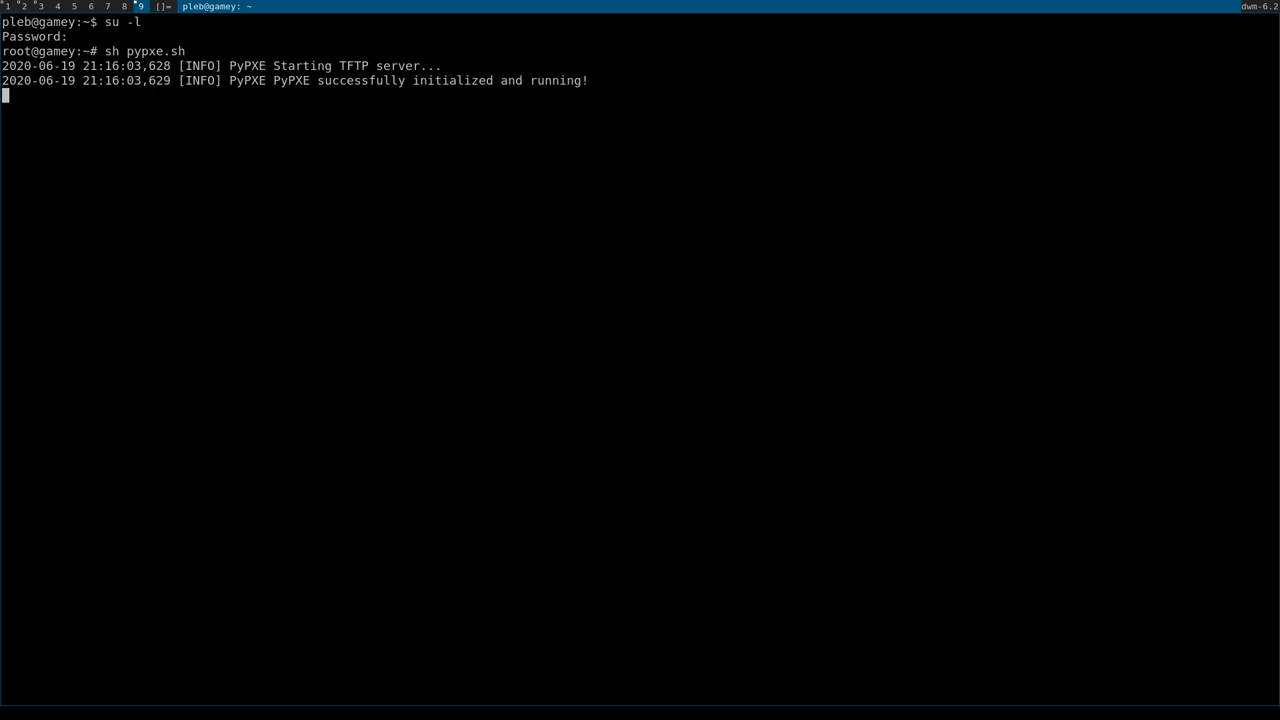 1 2 3 4 5 6 7 8 9 []= pleb@gamey: ~ dwm-6.2
pleb@gamey:~$ su -l
Password:
root@gamey:~# sh pypxe.sh
2020-06-19 21:16:03,628 [INFO] PyPXE Starting TFTP server...
2020-06-19 21:16:03,629 [INFO] PyPXE PyPXE successfully initialized and running!